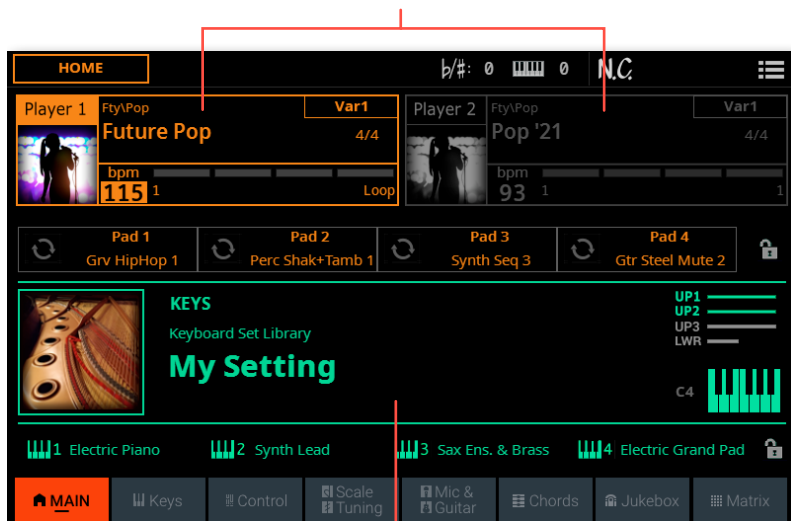 HOME
b/#: 0 0 N.C.
Player 1 Fty\Pop Var1
Future Pop
4/4
bpm
115 1 Loop
Player 2 Fty\Pop Var1
Pop '21
4/4
bpm
93 1 1
Pad 1
Grv HipHop 1
Pad 2
Perc Shak+Tamb 1
Pad 3
Synth Seq 3
Pad 4
Gtr Steel Mute 2
KEYS
Keyboard Set Library
My Setting
UP1
UP2
UP3
LWR
C4
1 Electric Piano
2 Synth Lead
3 Sax Ens. & Brass
4 Electric Grand Pad
MAIN
Keys
Control
Scale
Tuning
Mic &
Guitar
Chords
Jukebox
Matrix